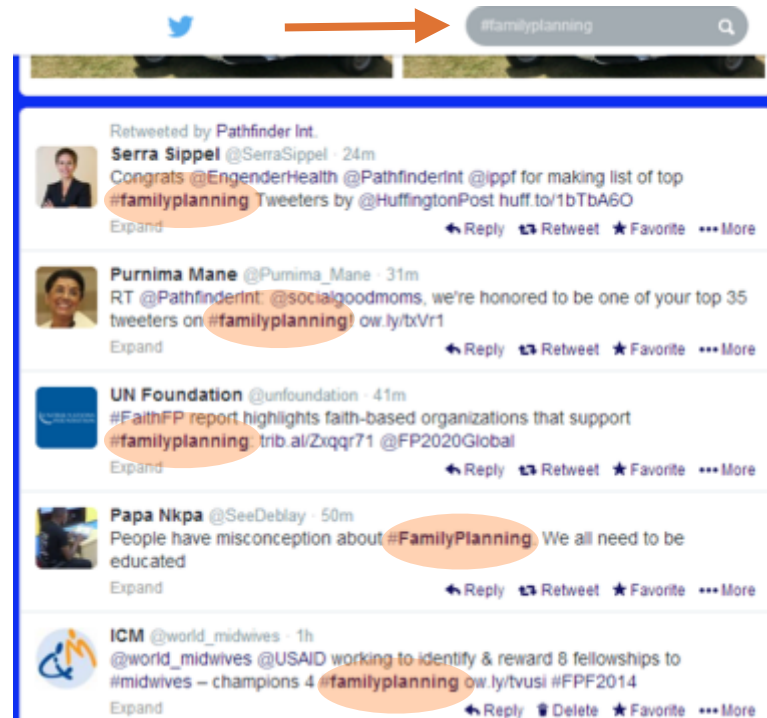 #familyplanning
Retweeted by Pathfinder Int.
Serra Sippel @SerraSippel · 24m
Congrats @EngenderHealth @PathfinderInt @ippf for making list of top
#familyplanning Tweeters by @HuffingtonPost huff.to/1bTbA6O
Expand Reply Retweet Favorite More
Purnima Mane @Purnima_Mane · 31m
RT @PathfinderInt: @socialgoodmoms, we're honored to be one of your top 35
tweeters on #familyplanning! ow.ly/txVr1
Expand Reply Retweet Favorite More
UN Foundation @unfoundation · 41m
#FaithFP report highlights faith-based organizations that support
#familyplanning: trib.al/Zxqqr71 @FP2020Global
Expand Reply Retweet Favorite More
Papa Nkpa @SeeDeblay · 50m
People have misconception about #FamilyPlanning. We all need to be
educated
Expand Reply Retweet Favorite More
ICM @world_midwives · 1h
@world_midwives @USAID working to identify & reward 8 fellowships to
#midwives – champions 4 #familyplanning ow.ly/tvusi #FPF2014
Expand Reply Delete Favorite More